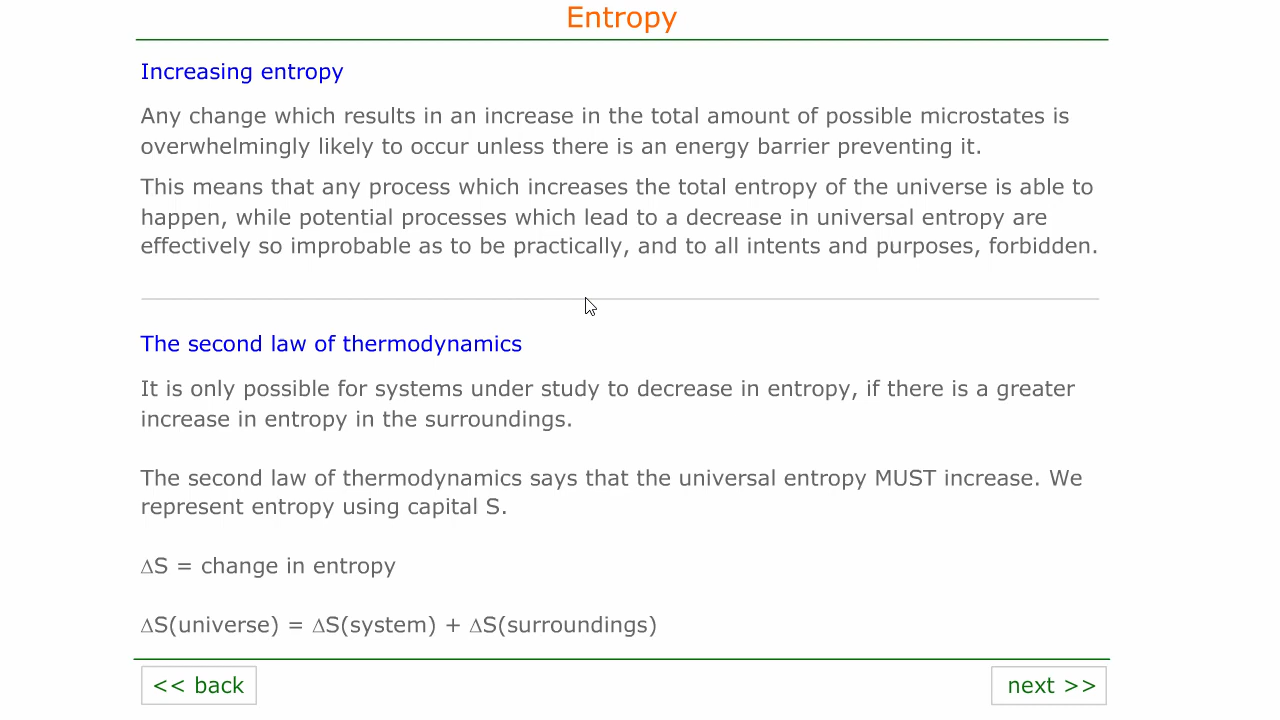 Entropy
Increasing entropy
Any change which results in an increase in the total amount of possible microstates is
overwhelmingly likely to occur unless there is an energy barrier preventing it.
This means that any process which increases the total entropy of the universe is able to
happen, while potential processes which lead to a decrease in universal entropy are
effectively so improbable as to be practically, and to all intents and purposes, forbidden.
The second law of thermodynamics
It is only possible for systems under study to decrease in entropy, if there is a greater
increase in entropy in the surroundings.
The second law of thermodynamics says that the universal entropy MUST increase. We
represent entropy using capital S.
∆S = change in entropy
∆S(universe) = ∆S(system) + ∆S(surroundings)
<< back
next >>